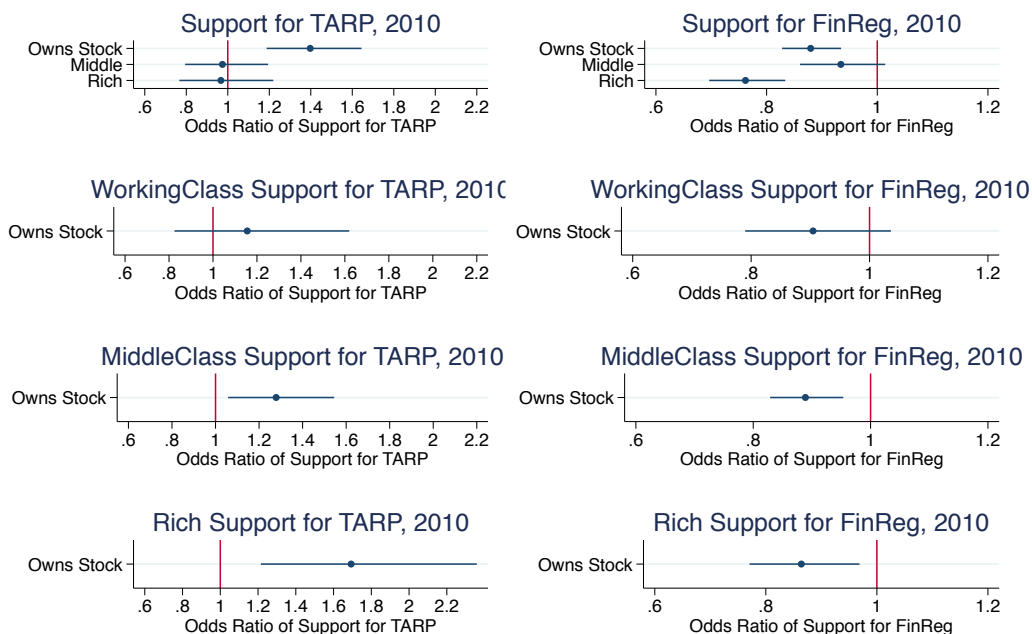 Support for TARP, 2010
Owns Stock
Middle
Rich
.6 .8 1 1.2 1.4 1.6 1.8 2 2.2
Odds Ratio of Support for TARP
Support for FinReg, 2010
Owns Stock
Middle
Rich
.6 .8 1 1.2
Odds Ratio of Support for FinReg
WorkingClass Support for TARP, 2010
Owns Stock
.6 .8 1 1.2 1.4 1.6 1.8 2 2.2
Odds Ratio of Support for TARP
WorkingClass Support for FinReg, 2010
Owns Stock
.6 .8 1 1.2
Odds Ratio of Support for FinReg
MiddleClass Support for TARP, 2010
Owns Stock
.6 .8 1 1.2 1.4 1.6 1.8 2 2.2
Odds Ratio of Support for TARP
MiddleClass Support for FinReg, 2010
Owns Stock
.6 .8 1 1.2
Odds Ratio of Support for FinReg
Rich Support for TARP, 2010
Owns Stock
.6 .8 1 1.2 1.4 1.6 1.8 2 2.2
Odds Ratio of Support for TARP
Rich Support for FinReg, 2010
Owns Stock
.6 .8 1 1.2
Odds Ratio of Support for FinReg